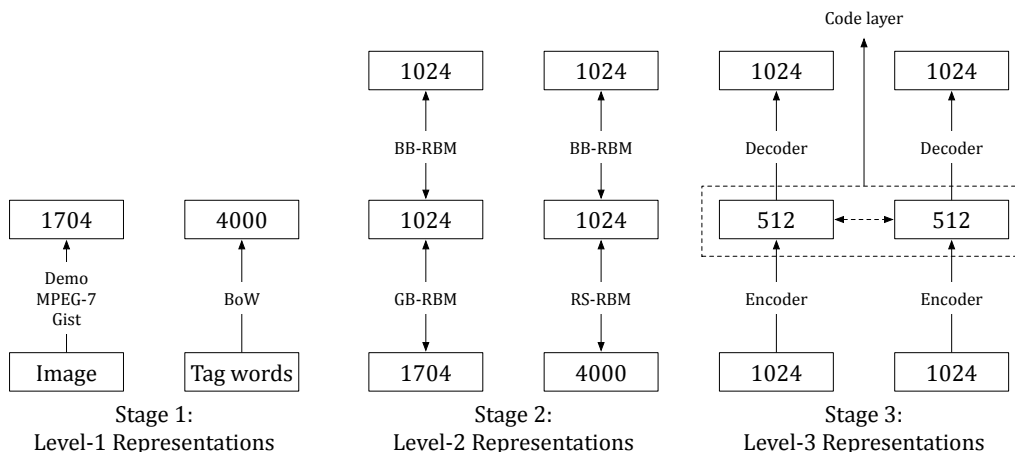 Code layer
1024
1024
1024
1024
BB-RBM
BB-RBM
Decoder
Decoder
1704
4000
1024
1024
512
512
Demo
MPEG-7
Gist
BoW
GB-RBM
RS-RBM
Encoder
Encoder
Image
Tag words
1704
4000
1024
1024
Stage 1:
Level-1 Representations
Stage 2:
Level-2 Representations
Stage 3:
Level-3 Representations